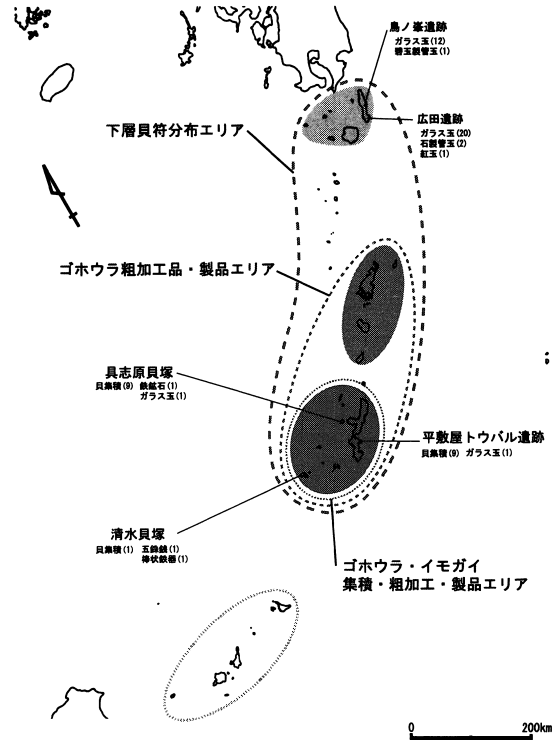 鳥ノ峯遺跡
ガラス玉(12)
碧玉製管玉(1)
広田遺跡
ガラス玉(20)
石製管玉(2)
紅玉(1)
下層貝符分布エリア
ゴホウラ粗加工品・製品エリア
具志原貝塚
貝集積(9) 鉄鉱石(1)
ガラス玉(1)
平敷屋トウバル遺跡
貝集積(9) ガラス玉(1)
清水貝塚
貝集積(1) 五銖銭(1)
棒状鉄器(1)
ゴホウラ・イモガイ
集積・粗加工・製品エリア
0 200km